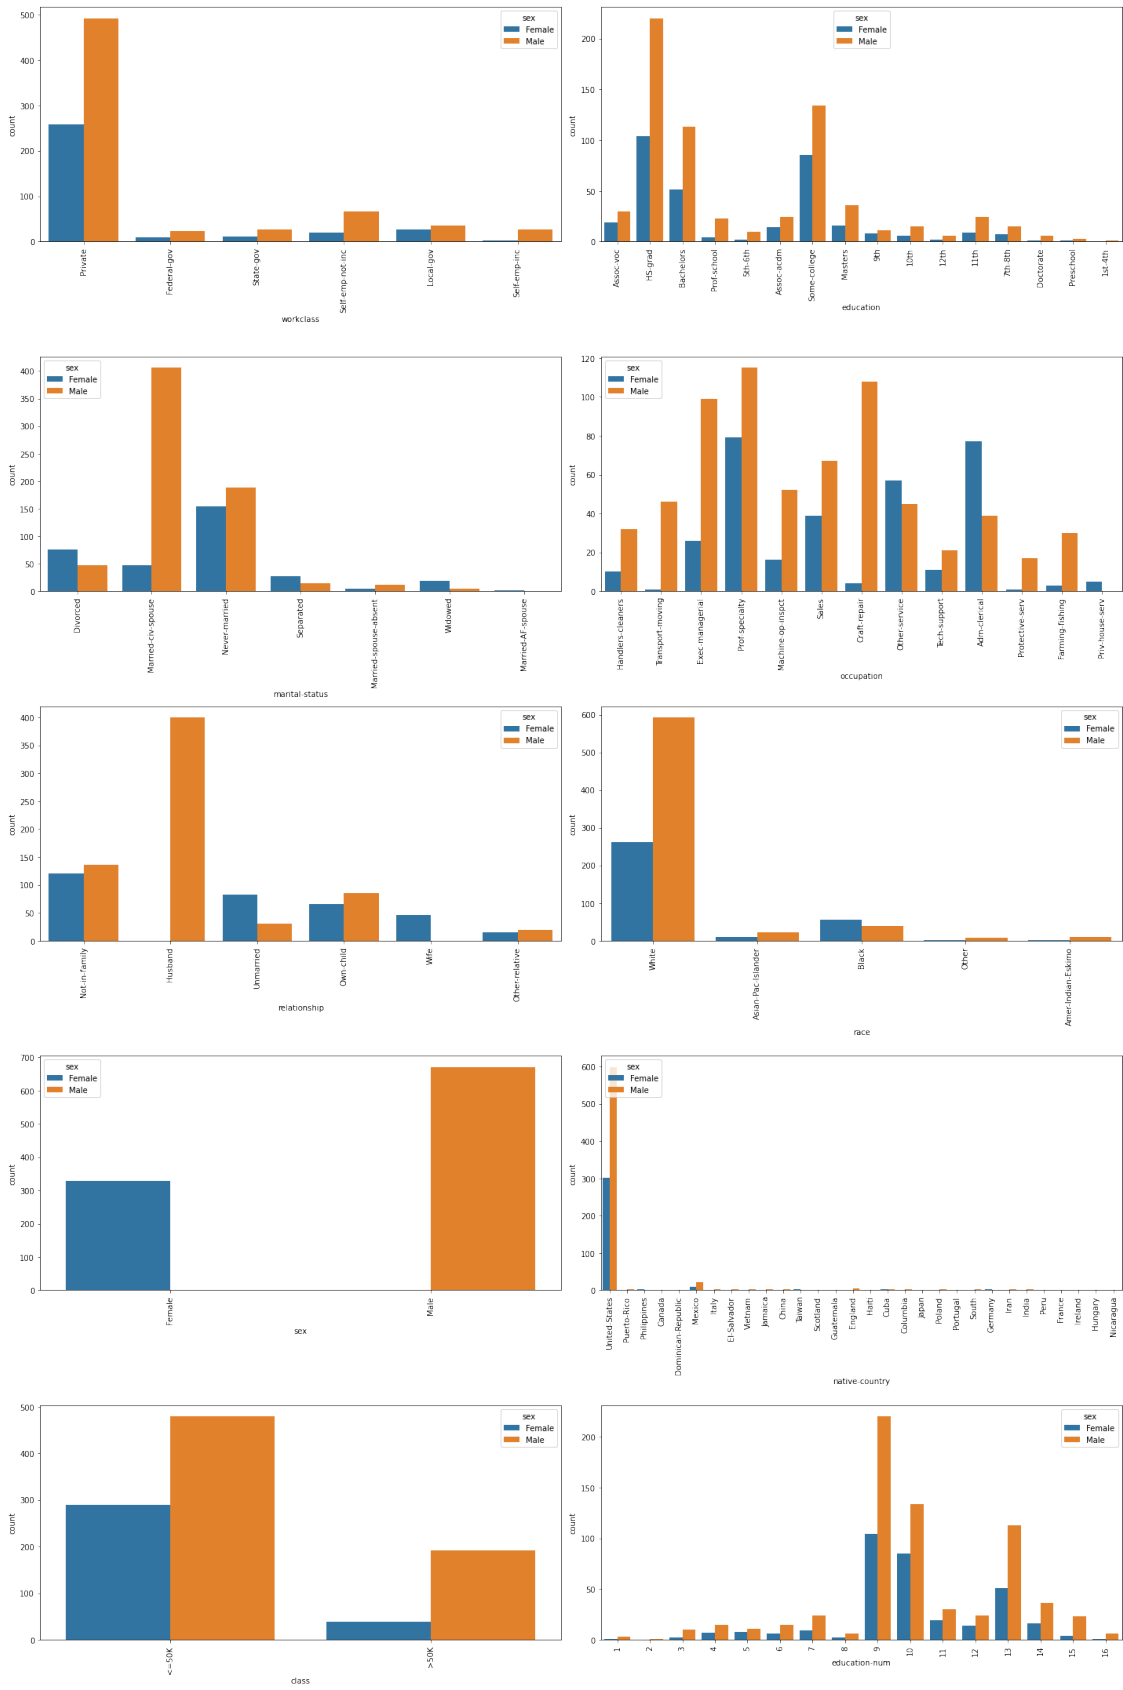 500
400
300
200
100
0
count
sex
Female
Male
Private
Federal-gov
State-gov
Self-emp-not-inc
Local-gov
Self-emp-inc
workclass
200
150
100
50
0
count
sex
Female
Male
Assoc-voc
HS-grad
Bachelors
Prof-school
5th-6th
Assoc-acdm
Some-college
Masters
9th
10th
12th
11th
7th-8th
Doctorate
Preschool
1st-4th
education
400
350
300
250
200
150
100
50
0
count
sex
Female
Male
Divorced
Married-civ-spouse
Never-married
Separated
Married-spouse-absent
Widowed
Married-AF-spouse
marital-status
120
100
80
60
40
20
0
count
sex
Female
Male
Handlers-cleaners
Transport-moving
Exec-managerial
Prof-specialty
Machine-op-inspct
Sales
Craft-repair
Other-service
Tech-support
Adm-clerical
Protective-serv
Farming-fishing
Priv-house-serv
occupation
400
350
300
250
200
150
100
50
0
count
sex
Female
Male
Not-in-family
Husband
Unmarried
Own-child
Wife
Other-relative
relationship
600
500
400
300
200
100
0
count
sex
Female
Male
White
Asian-Pac-Islander
Black
Other
Amer-Indian-Eskimo
race
700
600
500
400
300
200
100
0
count
sex
Female
Male
Female
Male
sex
600
500
400
300
200
100
0
count
sex
Female
Male
United-States
Puerto-Rico
Philippines
Canada
Dominican-Republic
Mexico
Italy
El-Salvador
Vietnam
Jamaica
China
Taiwan
Scotland
Guatemala
England
Haiti
Cuba
Columbia
Japan
Poland
Portugal
South
Germany
Iran
India
Peru
France
Ireland
Hungary
Nicaragua
native-country
500
400
300
200
100
0
count
sex
Female
Male
<=50K
>50K
class
200
150
100
50
0
count
sex
Female
Male
1
2
3
4
5
6
7
8
9
10
11
12
13
14
15
16
education-num